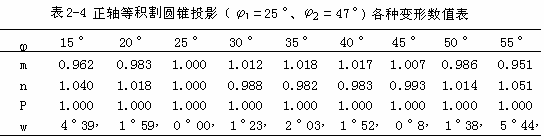 表2-4 正轴等积割圆锥投影（φ1=25°、φ2=47°)各种变形数值表
φ 15° 20° 25° 30° 35° 40° 45° 50° 55°
m 0.962 0.983 1.000 1.012 1.018 1.017 1.007 0.986 0.951
n 1.040 1.018 1.000 0.988 0.982 0.983 0.993 1.014 1.051
P 1.000 1.000 1.000 1.000 1.000 1.000 1.000 1.000 1.000
w 4°39, 1°59, 0°00, 1°23, 2°03, 1°52, 0°8, 1°38, 5°44,